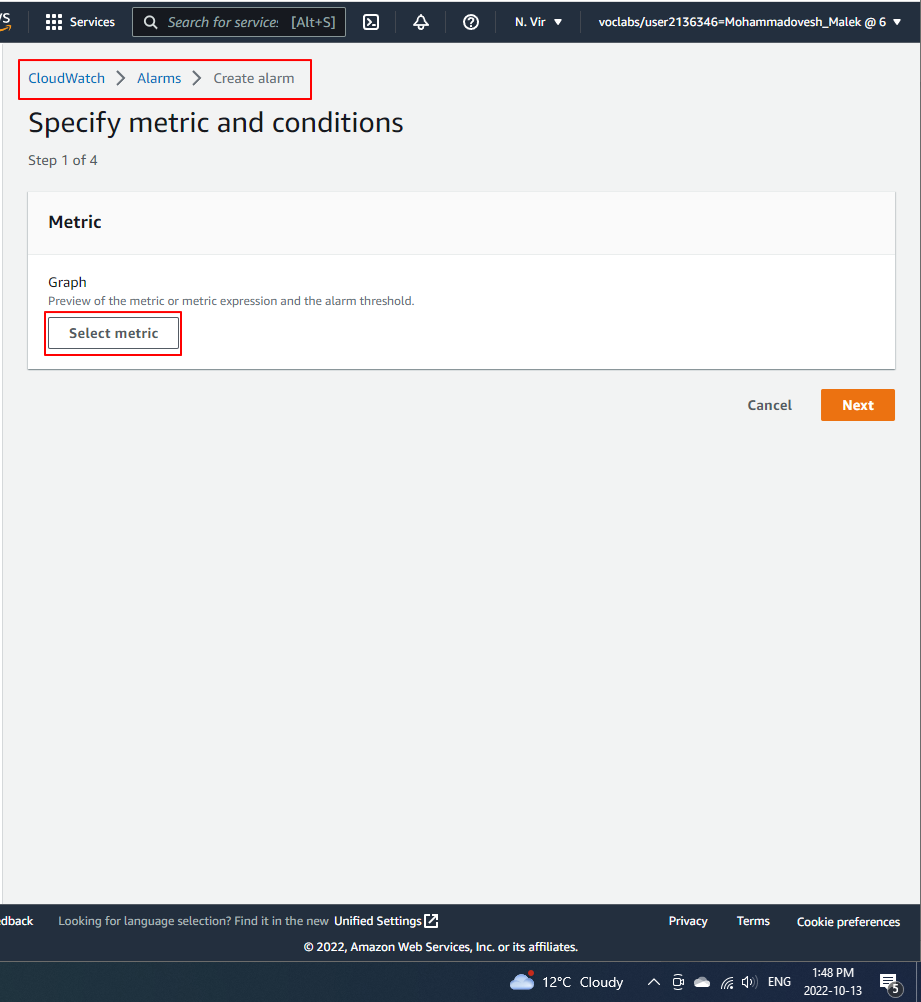 Services
Search for service: [Alt+S]
N. Vir
voclabs/user2136346=Mohammadovesh_Malek @ 6
CloudWatch > Alarms > Create alarm
Specify metric and conditions
Step 1 of 4
Metric
Graph
Preview of the metric or metric expression and the alarm threshold.
Select metric
Cancel Next
edback Looking for language selection? Find it in the new Unified Settings Privacy Terms Cookie preferences
© 2022, Amazon Web Services, Inc. or its affiliates.
12°C Cloudy ENG 1:48 PM
2022-10-13 5